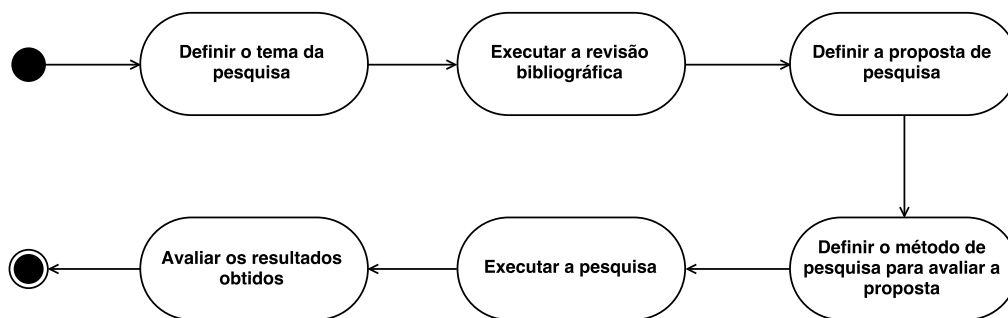 Definir o tema da
pesquisa
Executar a revisão
bibliográfica
Definir a proposta de
pesquisa
Definir o método de
pesquisa para avaliar a
proposta
Executar a pesquisa
Avaliar os resultados
obtidos